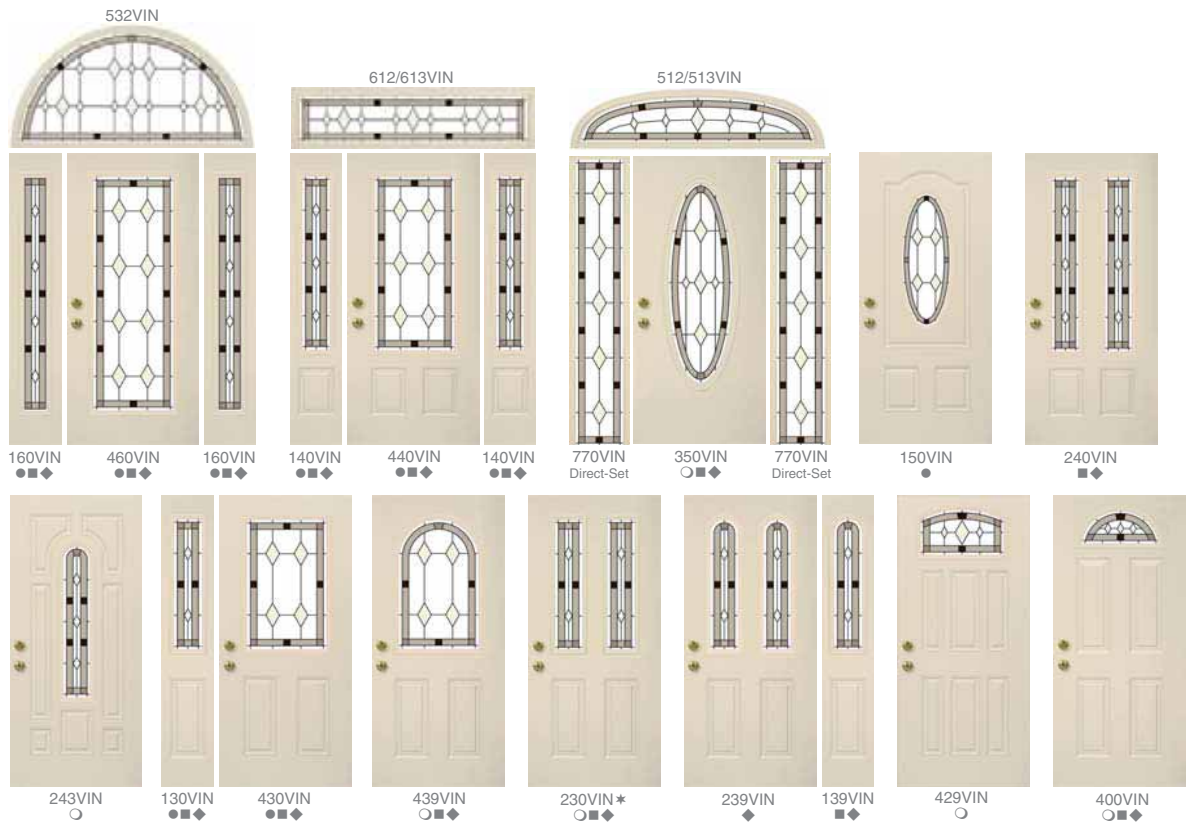 532VIN
612/613VIN
512/513VIN
160VIN
●■◆
460VIN
●■◆
160VIN
●■◆
140VIN
●■◆
440VIN
●■◆
140VIN
●■◆
770VIN
Direct-Set
350VIN
❍■◆
770VIN
Direct-Set
150VIN
●
240VIN
■◆
243VIN
❍
130VIN
●■◆
430VIN
●■◆
439VIN
❍■◆
230VIN✶
❍■◆
239VIN
◆
139VIN
■◆
429VIN
❍
400VIN
❍■◆